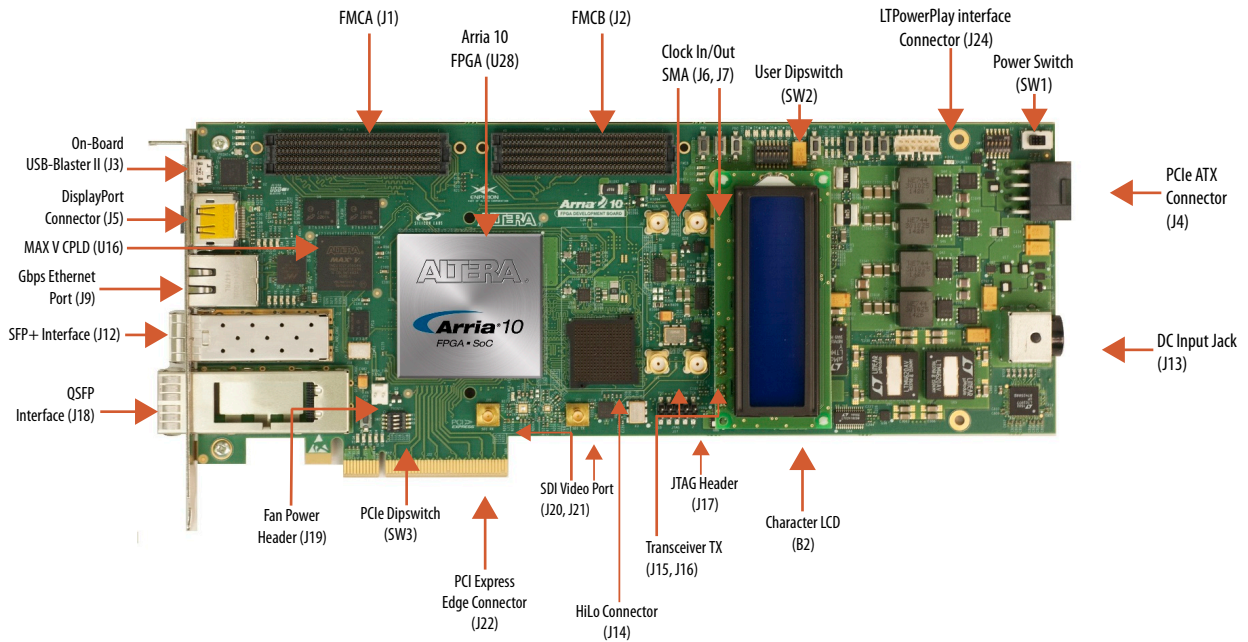 FMCA (J1)
FMCB (J2)
Arria 10
FPGA (U28)
Clock In/Out
SMA (J6, J7)
User Dipswitch
(SW2)
LTPowerPlay interface
Connector (J24)
Power Switch
(SW1)
On-Board
USB-Blaster II (J3)
DisplayPort
Connector (J5)
MAX V CPLD (U16)
Gbps Ethernet
Port (J9)
SFP+ Interface (J12)
QSFP
Interface (J18)
PCIe ATX
Connector
(J4)
DC Input Jack
(J13)
Arria 10
FPGA DEVELOPMENT BOARD
ALTERA
MAX V
ALTERA
Arria 10
FPGA • SoC
Fan Power
Header (J19)
PCIe Dipswitch
(SW3)
PCI Express
Edge Connector
(J22)
SDI Video Port
(J20, J21)
HiLo Connector
(J14)
Transceiver TX
(J15, J16)
JTAG Header
(J17)
Character LCD
(B2)